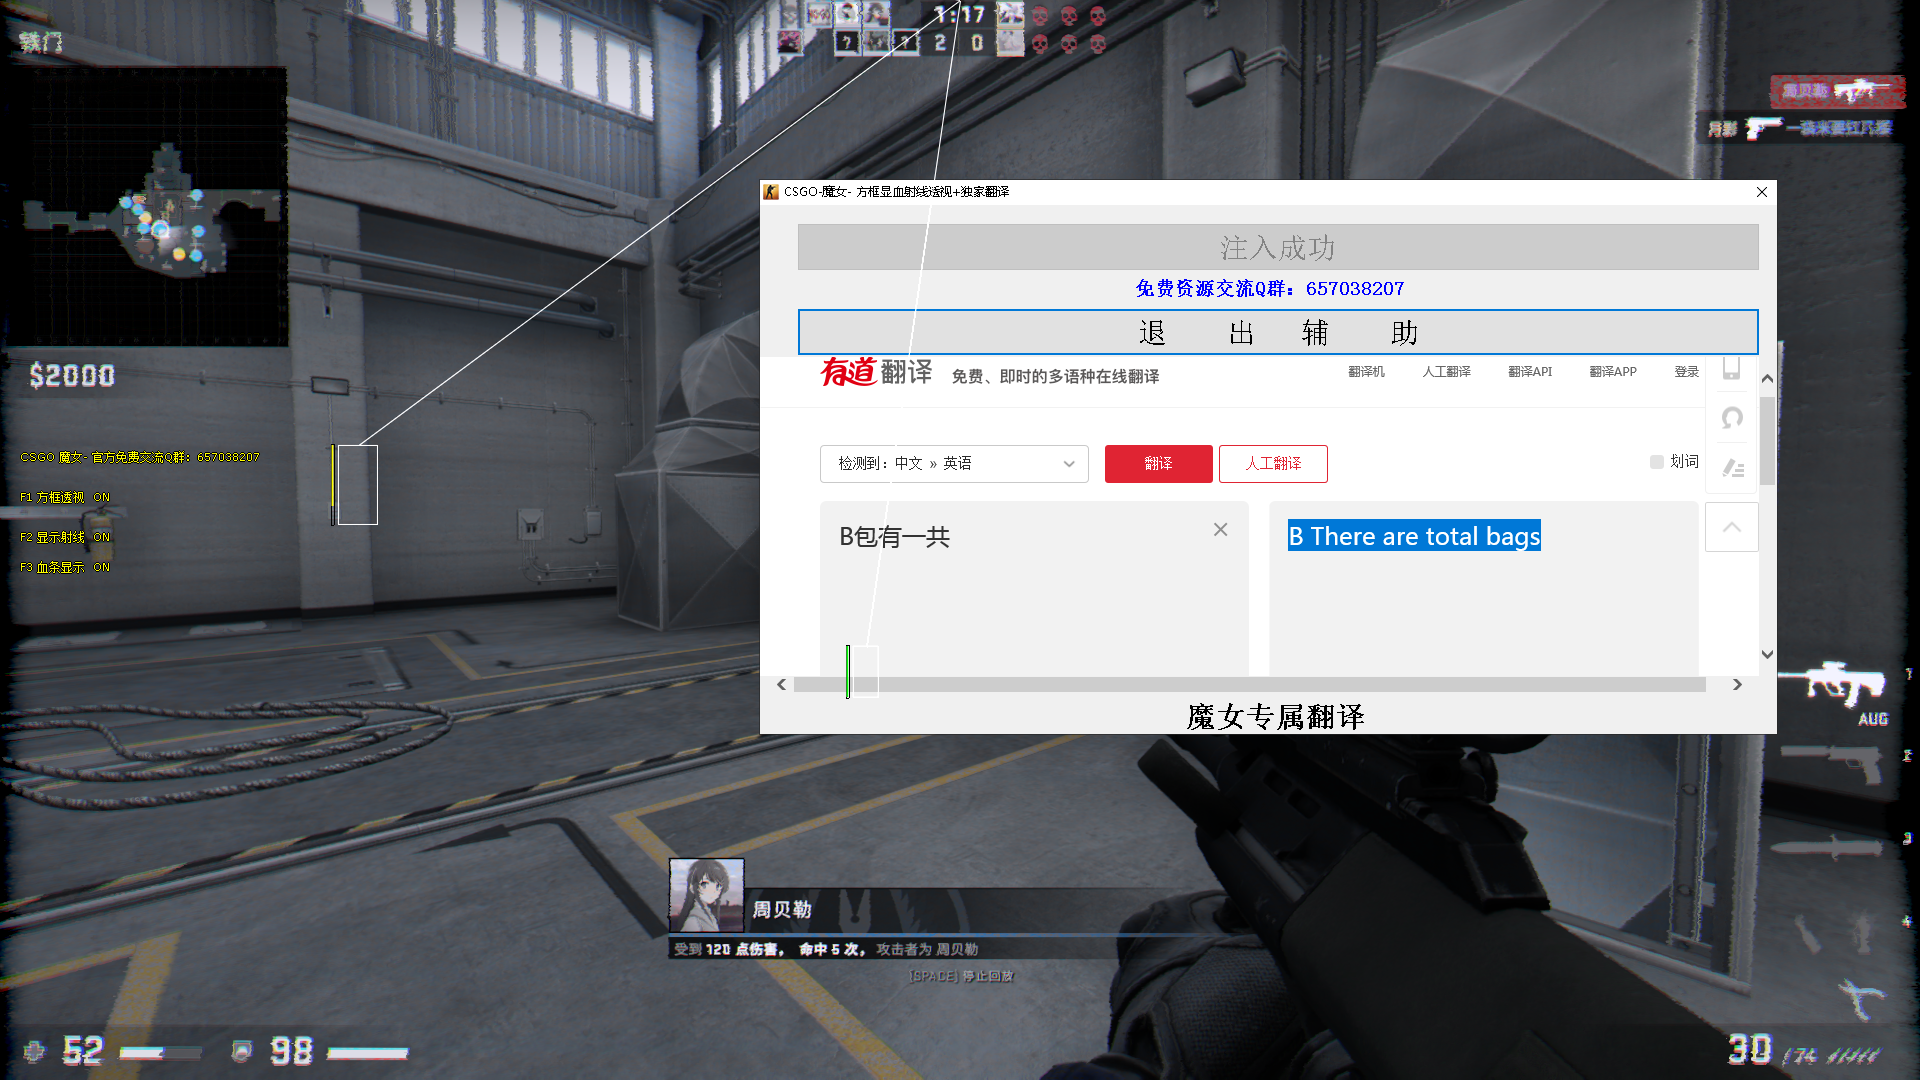 1:17
2 0
铁门
周贝勒
月影
$2000
CSGO-魔女- 方框显血射线透视+独家翻译
注入成功
免费资源交流Q群：657038207
退 出 辅 助
有道翻译 免费、即时的多语种在线翻译 翻译机 人工翻译 翻译API 翻译APP 登录
检测到：中文 » 英语 翻译 人工翻译 划词
B包有一共 B There are total bags
魔女专属翻译
CSGO 魔女- 官方免费交流Q群：657038207
F1 方框透视 ON
F2 显示射线 ON
F3 血条显示 ON
AUG
周贝勒
受到 120 点伤害， 命中 5 次， 攻击者为 周贝勒
[SPACE] 停止回放
52 98
30